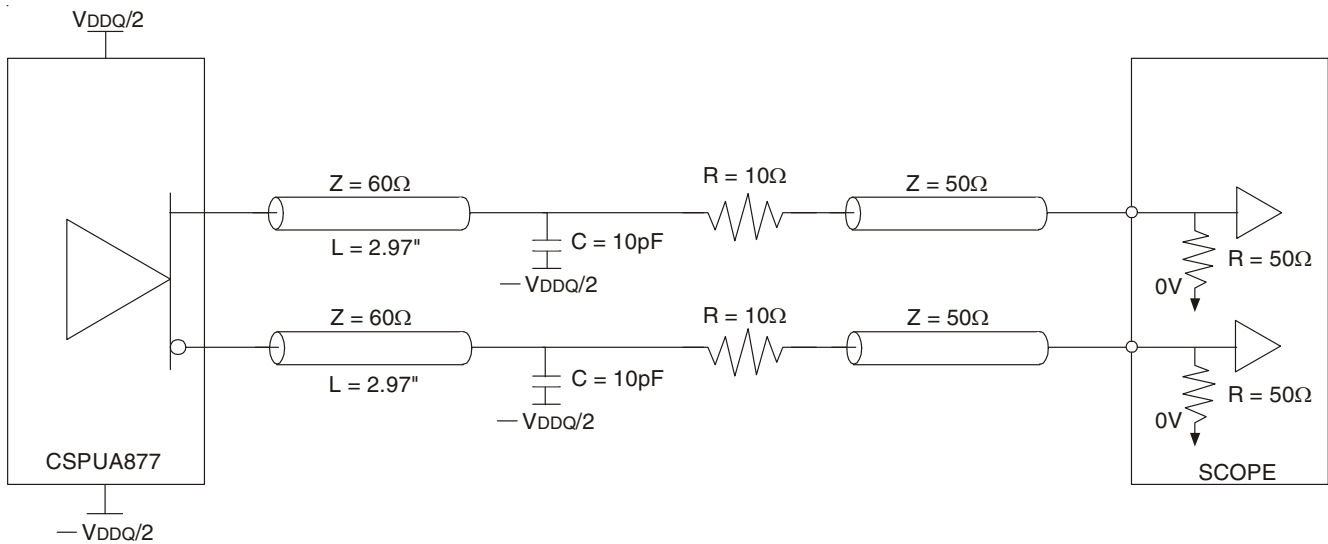 VDDQ/2
Z = 60Ω
R = 10Ω
Z = 50Ω
L = 2.97"
C = 10pF
R = 50Ω
0V
— VDDQ/2
Z = 60Ω
R = 10Ω
Z = 50Ω
L = 2.97"
C = 10pF
R = 50Ω
0V
— VDDQ/2
CSPUA877
SCOPE
— VDDQ/2